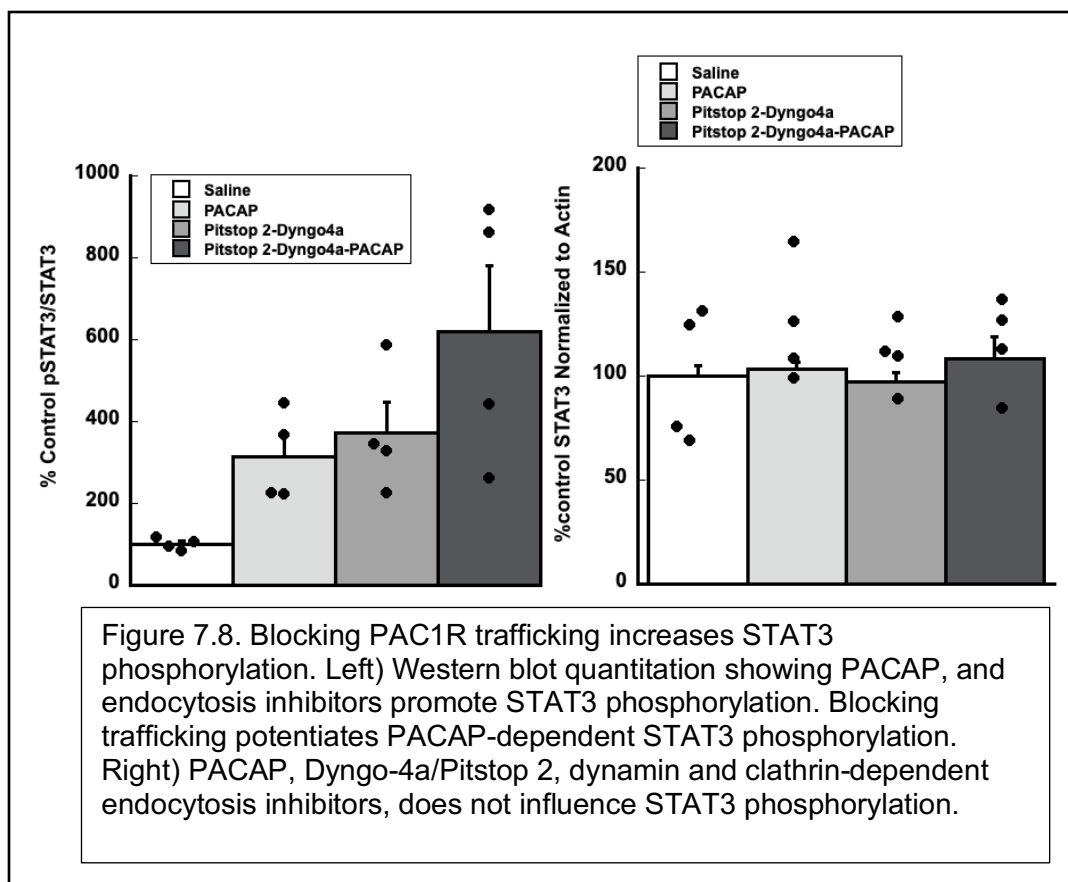 Saline
PACAP
Pitstop 2-Dyngo4a
Pitstop 2-Dyngo4a-PACAP
% Control pSTAT3/STAT3
1000
800
600
400
200
0
Saline
PACAP
Pitstop 2-Dyngo4a
Pitstop 2-Dyngo4a-PACAP
%control STAT3 Normalized to Actin
200
150
100
50
0
Figure 7.8. Blocking PAC1R trafficking increases STAT3
phosphorylation. Left) Western blot quantitation showing PACAP, and
endocytosis inhibitors promote STAT3 phosphorylation. Blocking
trafficking potentiates PACAP-dependent STAT3 phosphorylation.
Right) PACAP, Dyngo-4a/Pitstop 2, dynamin and clathrin-dependent
endocytosis inhibitors, does not influence STAT3 phosphorylation.